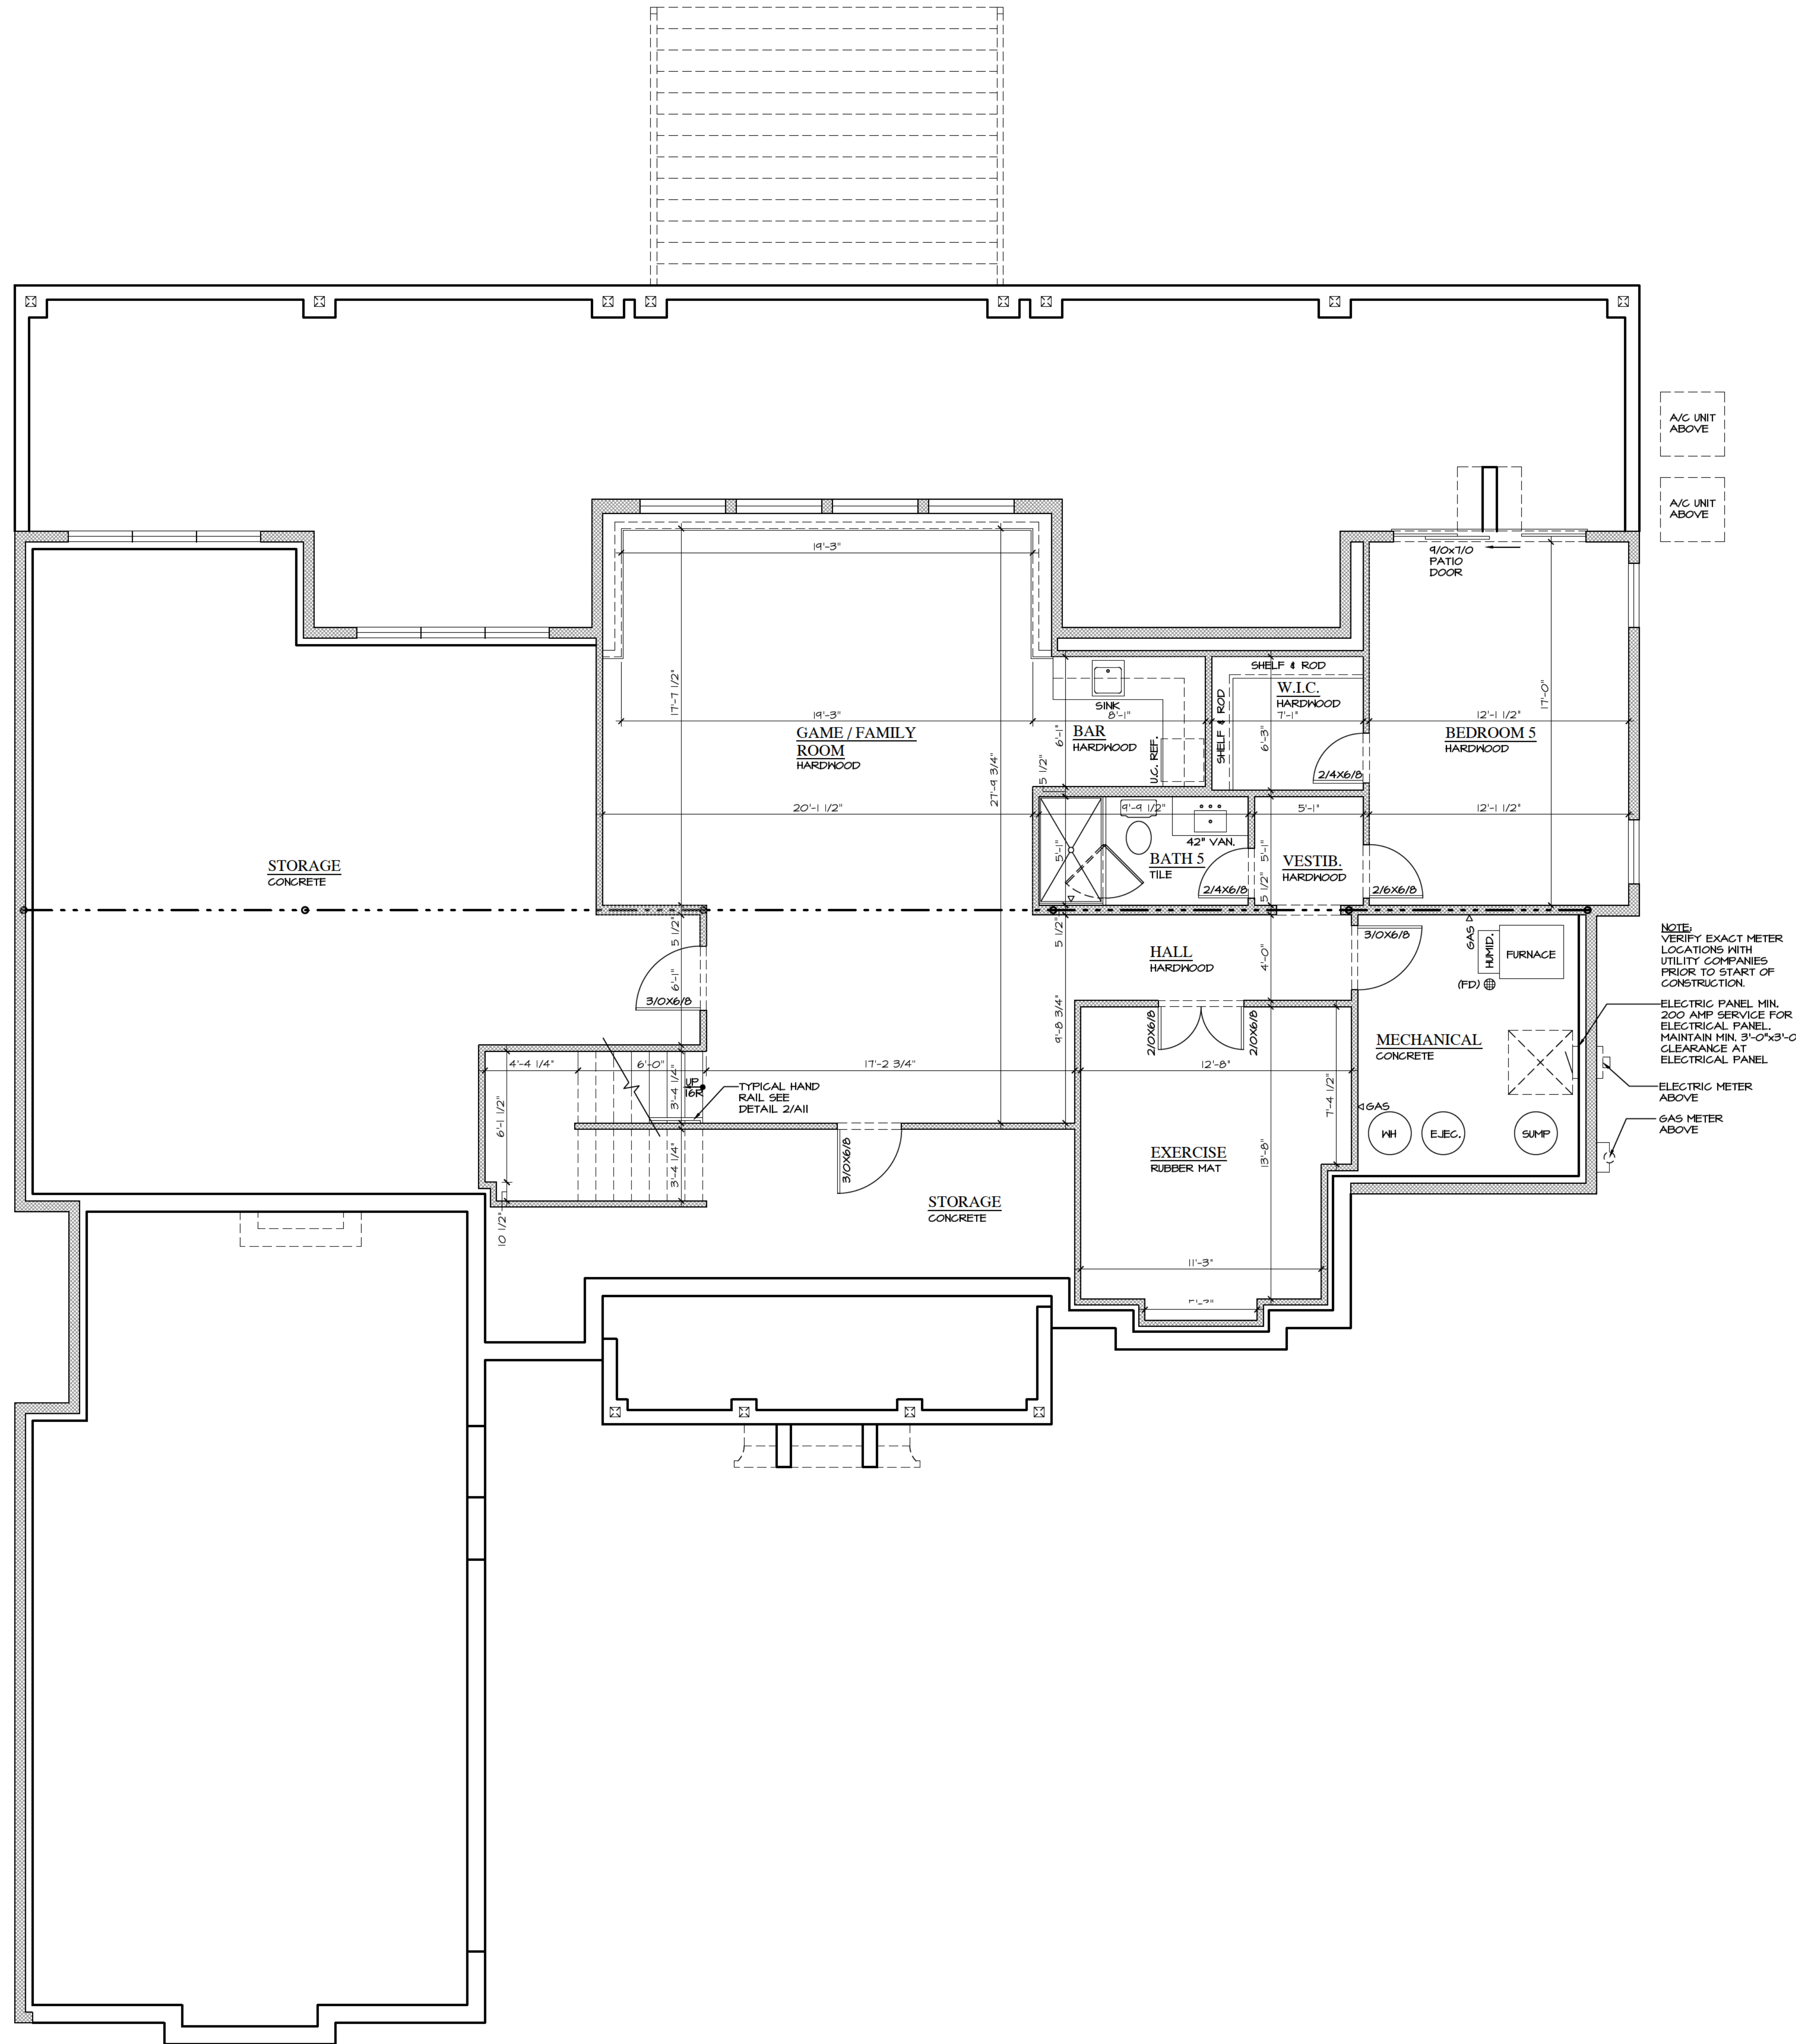 A/C UNIT
ABOVE
A/C UNIT
ABOVE
19'-3"
9/0x7/0
PATIO
DOOR
17'-7 1/2"
17'-0"
SHELF & ROD
SHELF & ROD
W.I.C.
HARDWOOD
7'-1"
6'-3"
2/4X6/8
SINK
8'-1"
BAR
HARDWOOD
6'-1"
5 1/2"
U.C. REF.
19'-3"
GAME / FAMILY
ROOM
HARDWOOD
27'-9 3/4"
20'-1 1/2"
12'-1 1/2"
BEDROOM 5
HARDWOOD
12'-1 1/2"
9'-9 1/2"
42" VAN.
5'-1"
BATH 5
TILE
2/4X6/8
5'-1"
5'-1"
VESTIB.
HARDWOOD
5 1/2"
2/6X6/8
STORAGE
CONCRETE
5 1/2"
6'-1"
3/0X6/8
5 1/2"
9'-8 3/4"
HALL
HARDWOOD
4'-0"
3/0X6/8
GAS
HUMID.
FURNACE
(FD)
NOTE:
VERIFY EXACT METER
LOCATIONS WITH
UTILITY COMPANIES
PRIOR TO START OF
CONSTRUCTION.
ELECTRIC PANEL MIN.
200 AMP SERVICE FOR
ELECTRICAL PANEL.
MAINTAIN MIN. 3'-0"x3'-0
CLEARANCE AT
ELECTRICAL PANEL
ELECTRIC METER
ABOVE
GAS METER
ABOVE
MECHANICAL
CONCRETE
GAS
WH
EJEC.
SUMP
4'-4 1/4"
6'-0"
UP
16R
3'-4 1/4"
3'-4 1/4"
6'-1 1/2"
10 1/2"
TYPICAL HAND
RAIL SEE
DETAIL 2/A11
17'-2 3/4"
3/0X6/8
2/0X6/8
2/0X6/8
12'-8"
7'-4 1/2"
13'-8"
EXERCISE
RUBBER MAT
STORAGE
CONCRETE
11'-3"